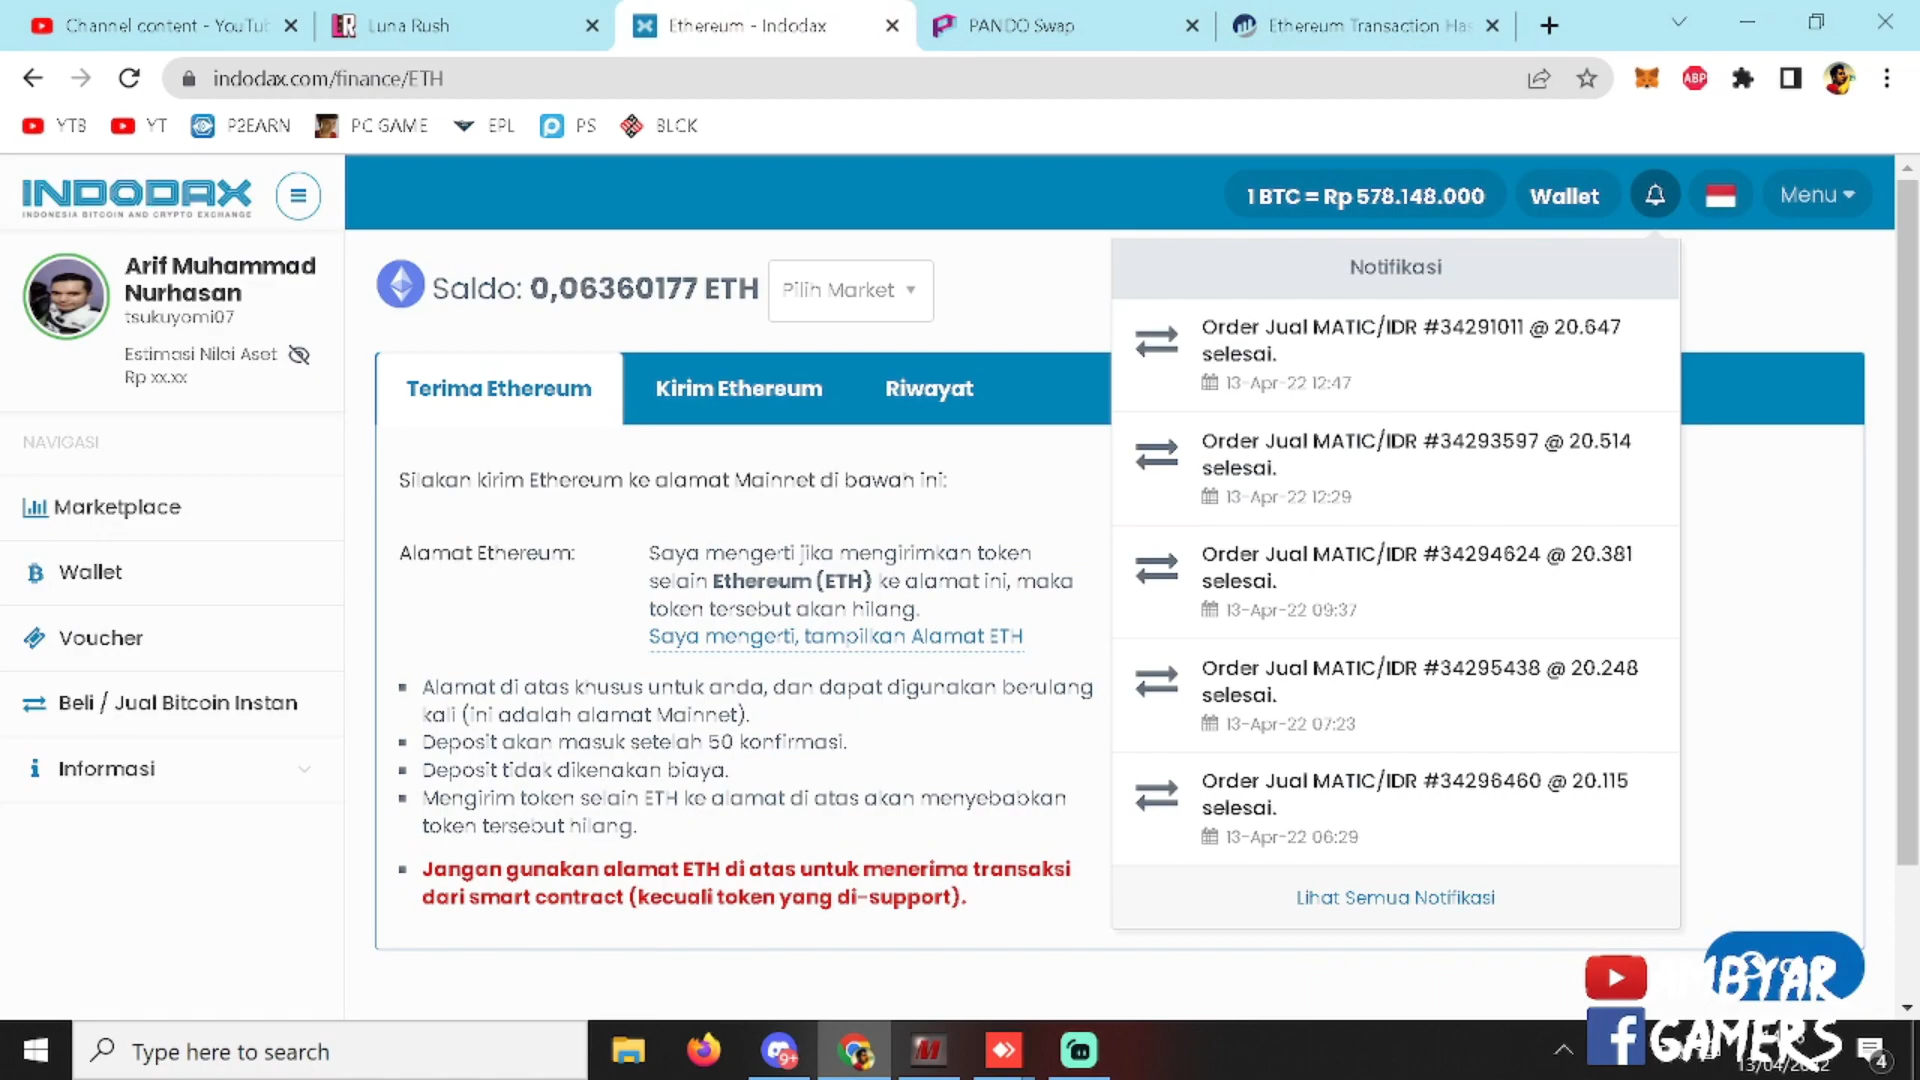 Channel content - YouTu
Luna Rush
Ethereum - Indodax
PANDO Swap
Ethereum Transaction Has
indodax.com/finance/ETH
ABP
YTB
YT
P2EARN
PC GAME
EPL
PS
BLCK
INDODAX
INDONESIA BITCOIN AND CRYPTO EXCHANGE
1 BTC = Rp 578.148.000
Wallet
Menu
Arif Muhammad
Nurhasan
tsukuyomi07
Estimasi Nilai Aset
Rp xx.xx
NAVIGASI
Marketplace
Wallet
Voucher
Beli / Jual Bitcoin Instan
Informasi
Saldo: 0,06360177 ETH
Pilih Market
Terima Ethereum
Kirim Ethereum
Riwayat
Silakan kirim Ethereum ke alamat Mainnet di bawah ini:
Alamat Ethereum:
Saya mengerti jika mengirimkan token
selain Ethereum (ETH) ke alamat ini, maka
token tersebut akan hilang.
Saya mengerti, tampilkan Alamat ETH
Alamat di atas khusus untuk anda, dan dapat digunakan berulang
kali (ini adalah alamat Mainnet).
Deposit akan masuk setelah 50 konfirmasi.
Deposit tidak dikenakan biaya.
Mengirim token selain ETH ke alamat di atas akan menyebabkan
token tersebut hilang.
Jangan gunakan alamat ETH di atas untuk menerima transaksi
dari smart contract (kecuali token yang di-support).
Notifikasi
Order Jual MATIC/IDR #34291011 @ 20.647
selesai.
13-Apr-22 12:47
Order Jual MATIC/IDR #34293597 @ 20.514
selesai.
13-Apr-22 12:29
Order Jual MATIC/IDR #34294624 @ 20.381
selesai.
13-Apr-22 09:37
Order Jual MATIC/IDR #34295438 @ 20.248
selesai.
13-Apr-22 07:23
Order Jual MATIC/IDR #34296460 @ 20.115
selesai.
13-Apr-22 06:29
Lihat Semua Notifikasi
GAMERS
Type here to search
9+
4